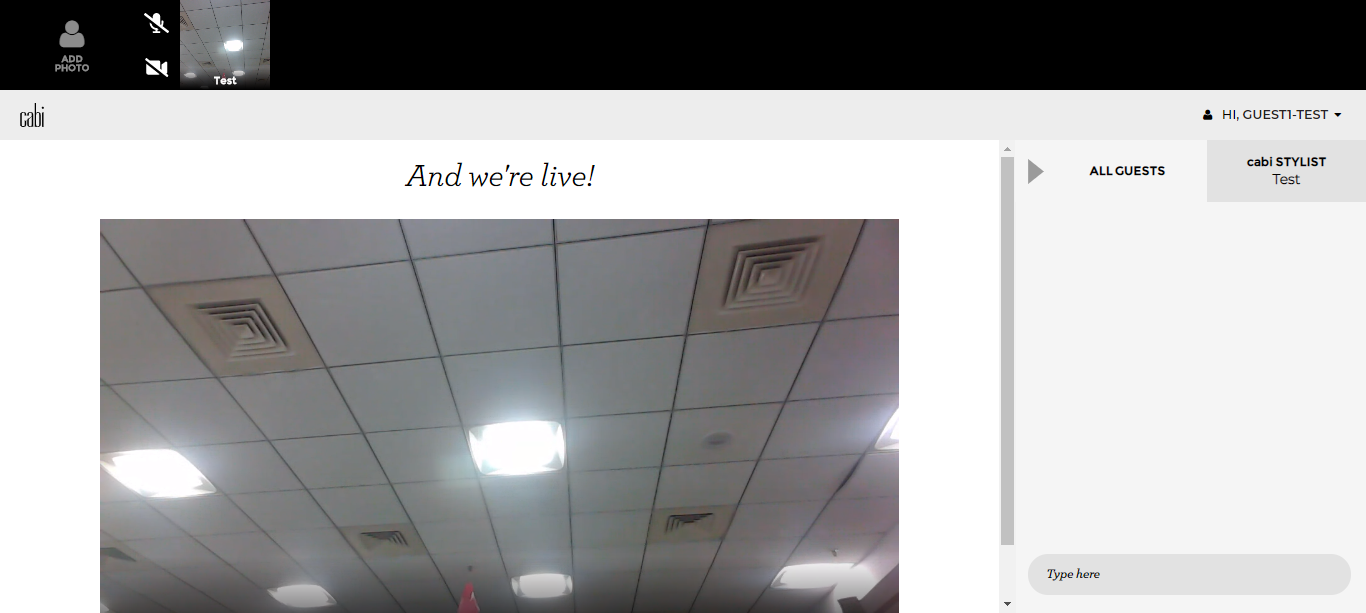 ADD
PHOTO
Test
cabi
HI, GUEST1-TEST
And we're live!
ALL GUESTS
cabi STYLIST
Test
Type here